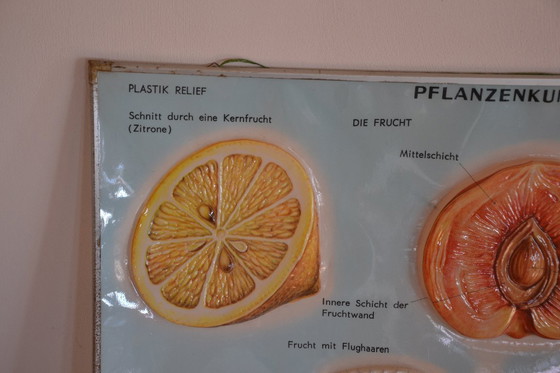 PLASTIK RELIEF
PFLANZENKU
Schnitt durch eine Kernfrucht
(Zitrone)
DIE FRUCHT
Mittelschicht
Innere Schicht der
Fruchtwand
Frucht mit Flughaaren